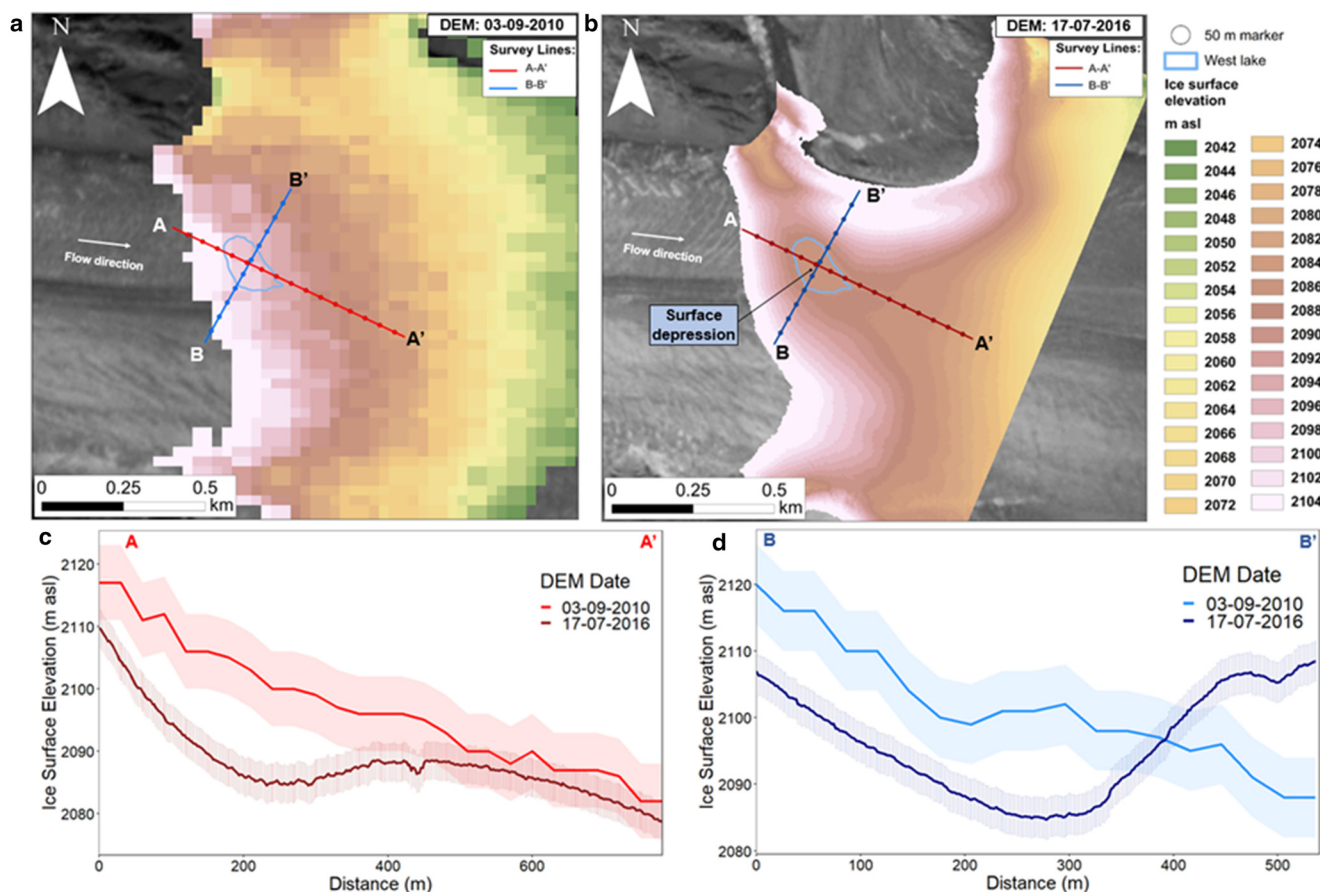 a
DEM: 03-09-2010
N
Survey Lines:
A-A'
B-B'
B'
A
Flow direction
B
A'
0 0.25 0.5
km
b
DEM: 17-07-2016
N
Survey Lines:
A-A'
B-B'
B'
A
Flow direction
Surface
depression
B
A'
0 0.25 0.5
km
50 m marker
West lake
Ice surface
elevation
m asl
2042
2044
2046
2048
2050
2052
2054
2056
2058
2060
2062
2064
2066
2068
2070
2072
2074
2076
2078
2080
2082
2084
2086
2088
2090
2092
2094
2096
2098
2100
2102
2104
c
A A'
Ice Surface Elevation (m asl)
2120
2110
2100
2090
2080
DEM Date
03-09-2010
17-07-2016
0 200 400 600
Distance (m)
d
B B'
Ice Surface Elevation (m asl)
2120
2110
2100
2090
2080
DEM Date
03-09-2010
17-07-2016
0 100 200 300 400 500
Distance (m)